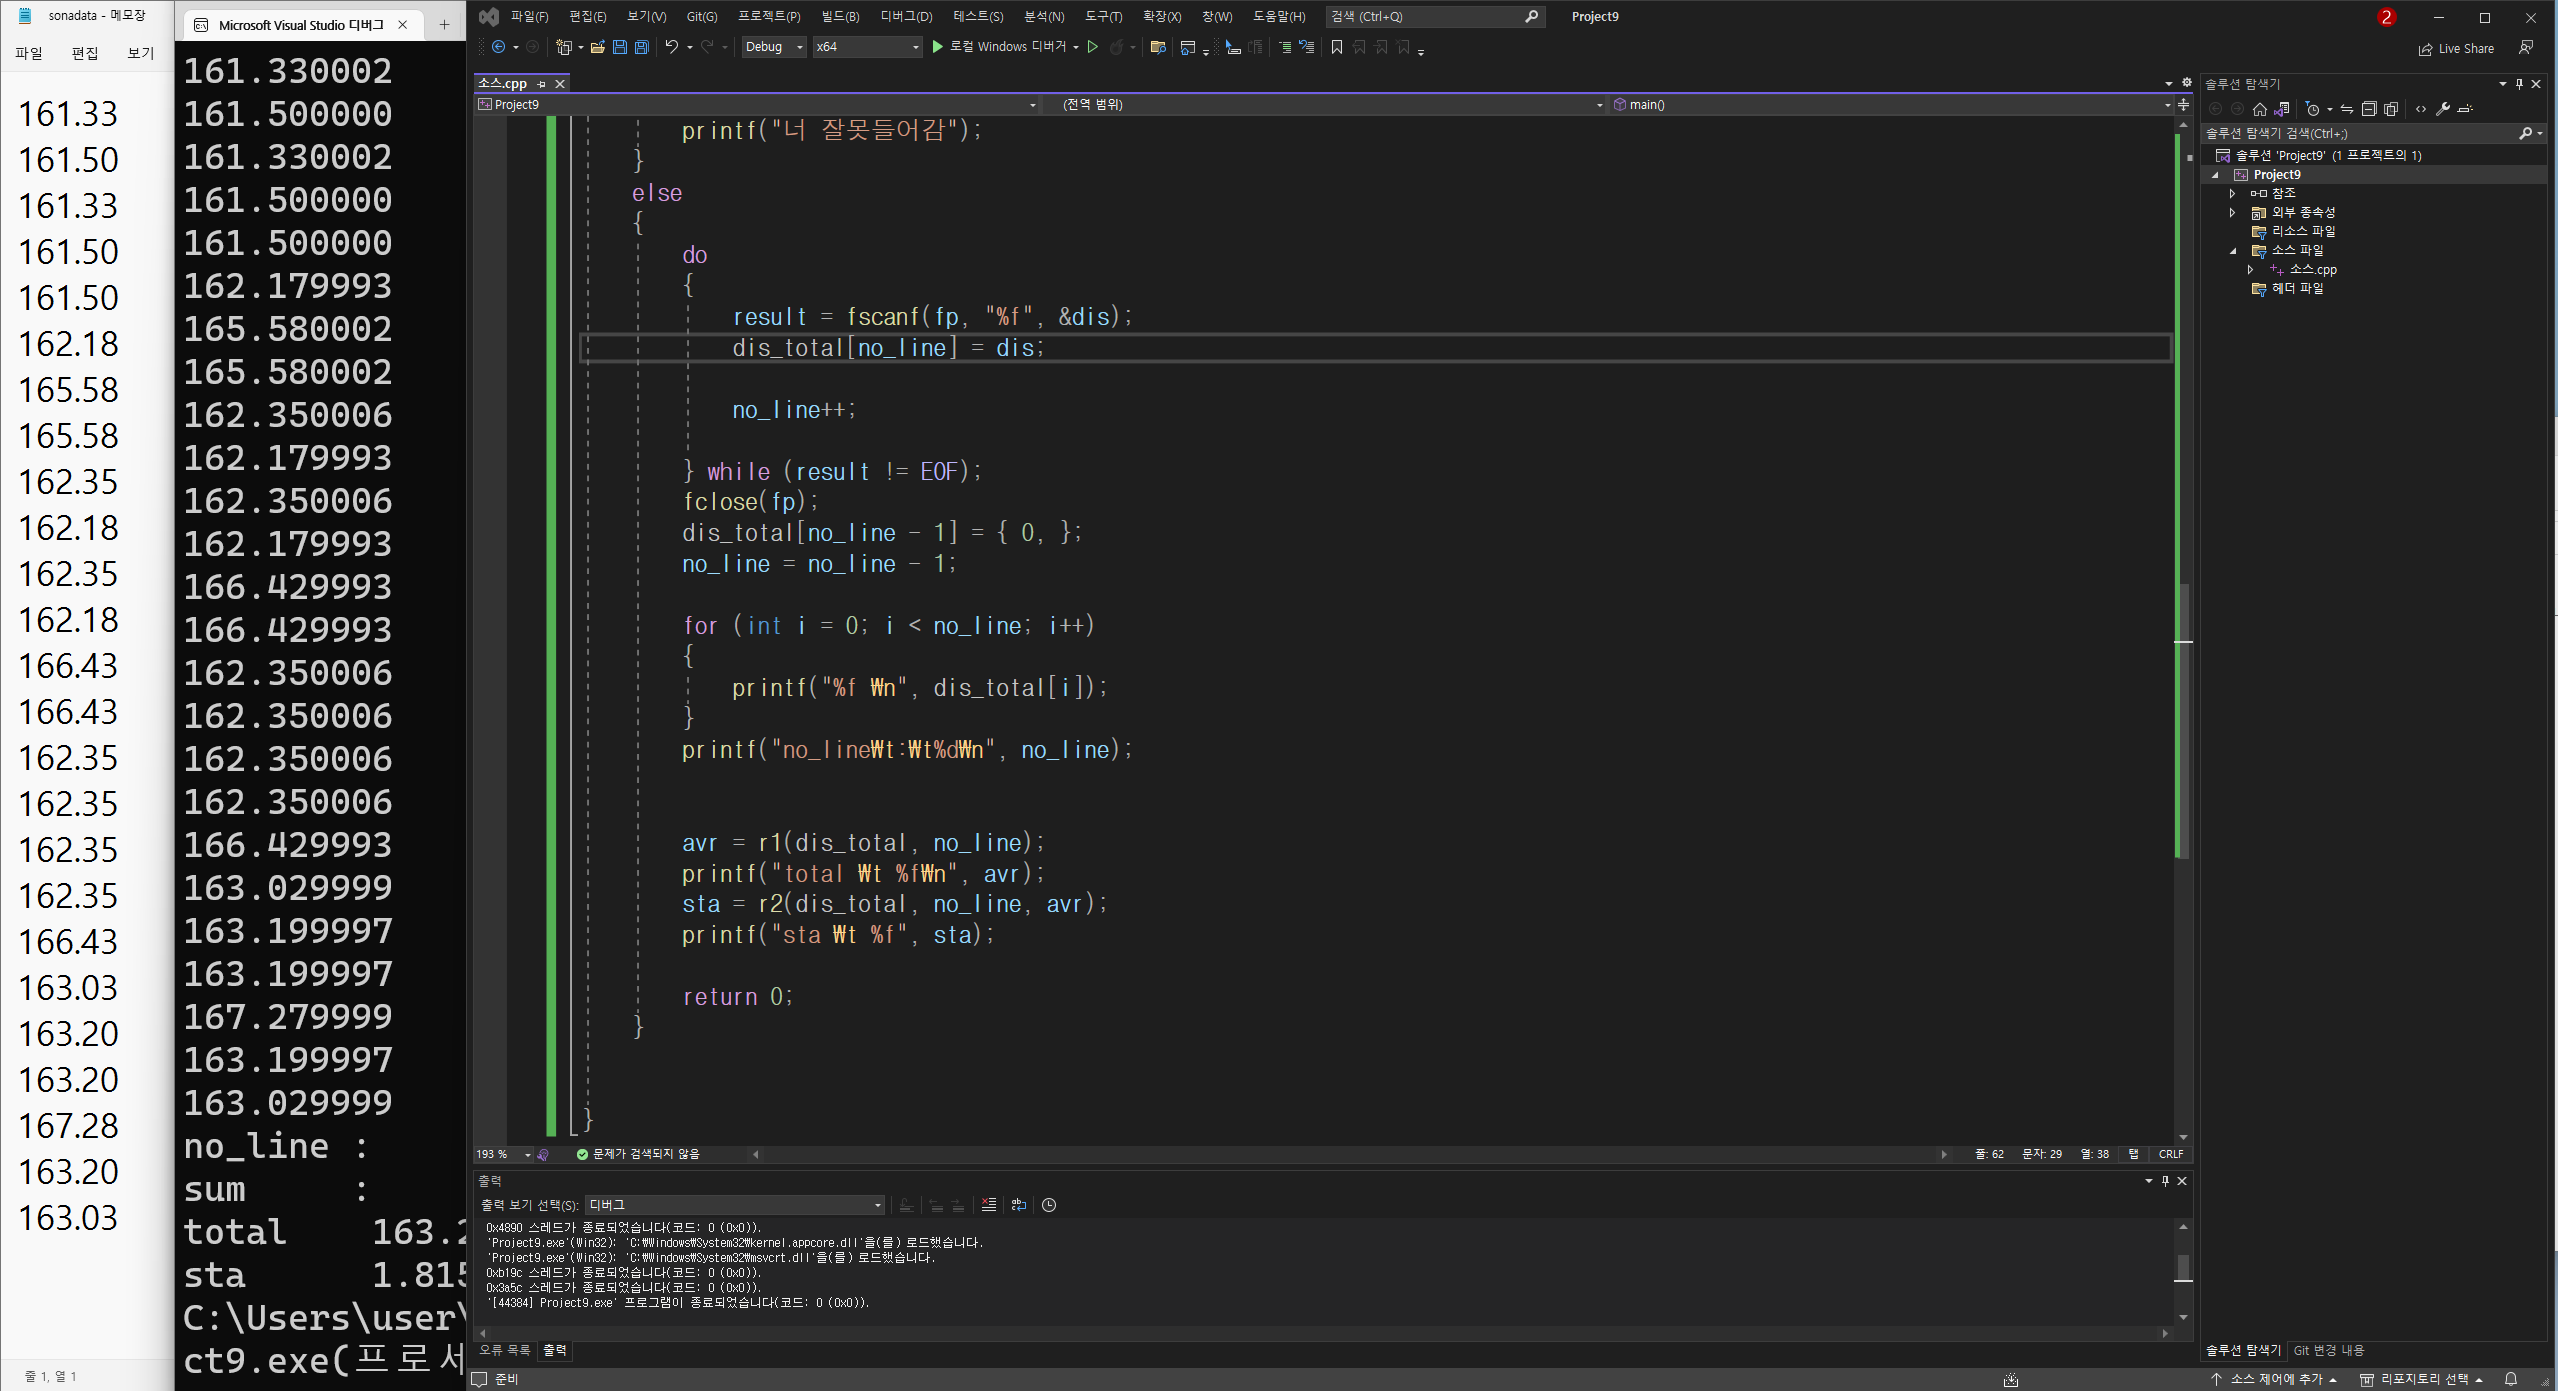 sonadata - 메모장
파일 편집 보기
161.33
161.50
161.33
161.50
161.50
162.18
165.58
165.58
162.35
162.18
162.35
162.18
166.43
166.43
162.35
162.35
162.35
162.35
166.43
163.03
163.20
163.20
167.28
163.20
163.03
줄 1, 열 1
Microsoft Visual Studio 디버그
161.330002
161.500000
161.330002
161.500000
161.500000
162.179993
165.580002
165.580002
162.350006
162.179993
162.350006
162.179993
166.429993
166.429993
162.350006
162.350006
162.350006
162.350006
166.429993
163.029999
163.199997
163.199997
167.279999
163.199997
163.029999
no_line :
sum :
total 163.2
sta 1.815
C:\Users\user\
ct9.exe(프로세
파일(F) 편집(E) 보기(V) Git(G) 프로젝트(P) 빌드(B) 디버그(D) 테스트(S) 분석(N) 도구(T) 확장(X) 창(W) 도움말(H) 검색 (Ctrl+Q) Project9 2
Debug x64 로컬 Windows 디버거 Live Share
소스.cpp
Project9 (전역 범위) main()
printf("너 잘못들어감");
}
else
{
do
{
result = fscanf(fp, "%f", &dis);
dis_total[no_line] = dis;
no_line++;
} while (result != EOF);
fclose(fp);
dis_total[no_line - 1] = { 0, };
no_line = no_line - 1;
for (int i = 0; i < no_line; i++)
{
printf("%f ₩n", dis_total[i]);
}
printf("no_line₩t:₩t%d₩n", no_line);
avr = r1(dis_total, no_line);
printf("total ₩t %f₩n", avr);
sta = r2(dis_total, no_line, avr);
printf("sta ₩t %f", sta);
return 0;
}
}
193 % 문제가 검색되지 않음 줄: 62 문자: 29 열: 38 탭 CRLF
출력
출력 보기 선택(S): 디버그
0x4890 스레드가 종료되었습니다(코드: 0 (0x0)).
'Project9.exe'(Win32): 'C:₩Windows₩System32₩kernel.appcore.dll'을(를) 로드했습니다.
'Project9.exe'(Win32): 'C:₩Windows₩System32₩msvcrt.dll'을(를) 로드했습니다.
0xb19c 스레드가 종료되었습니다(코드: 0 (0x0)).
0x3a5c 스레드가 종료되었습니다(코드: 0 (0x0)).
'[44384] Project9.exe' 프로그램이 종료되었습니다(코드: 0 (0x0)).
오류 목록 출력
준비
솔루션 탐색기
솔루션 탐색기 검색(Ctrl+;)
솔루션 'Project9' (1 프로젝트의 1)
Project9
참조
외부 종속성
리소스 파일
소스 파일
소스.cpp
헤더 파일
솔루션 탐색기 Git 변경 내용
소스 제어에 추가 리포지토리 선택